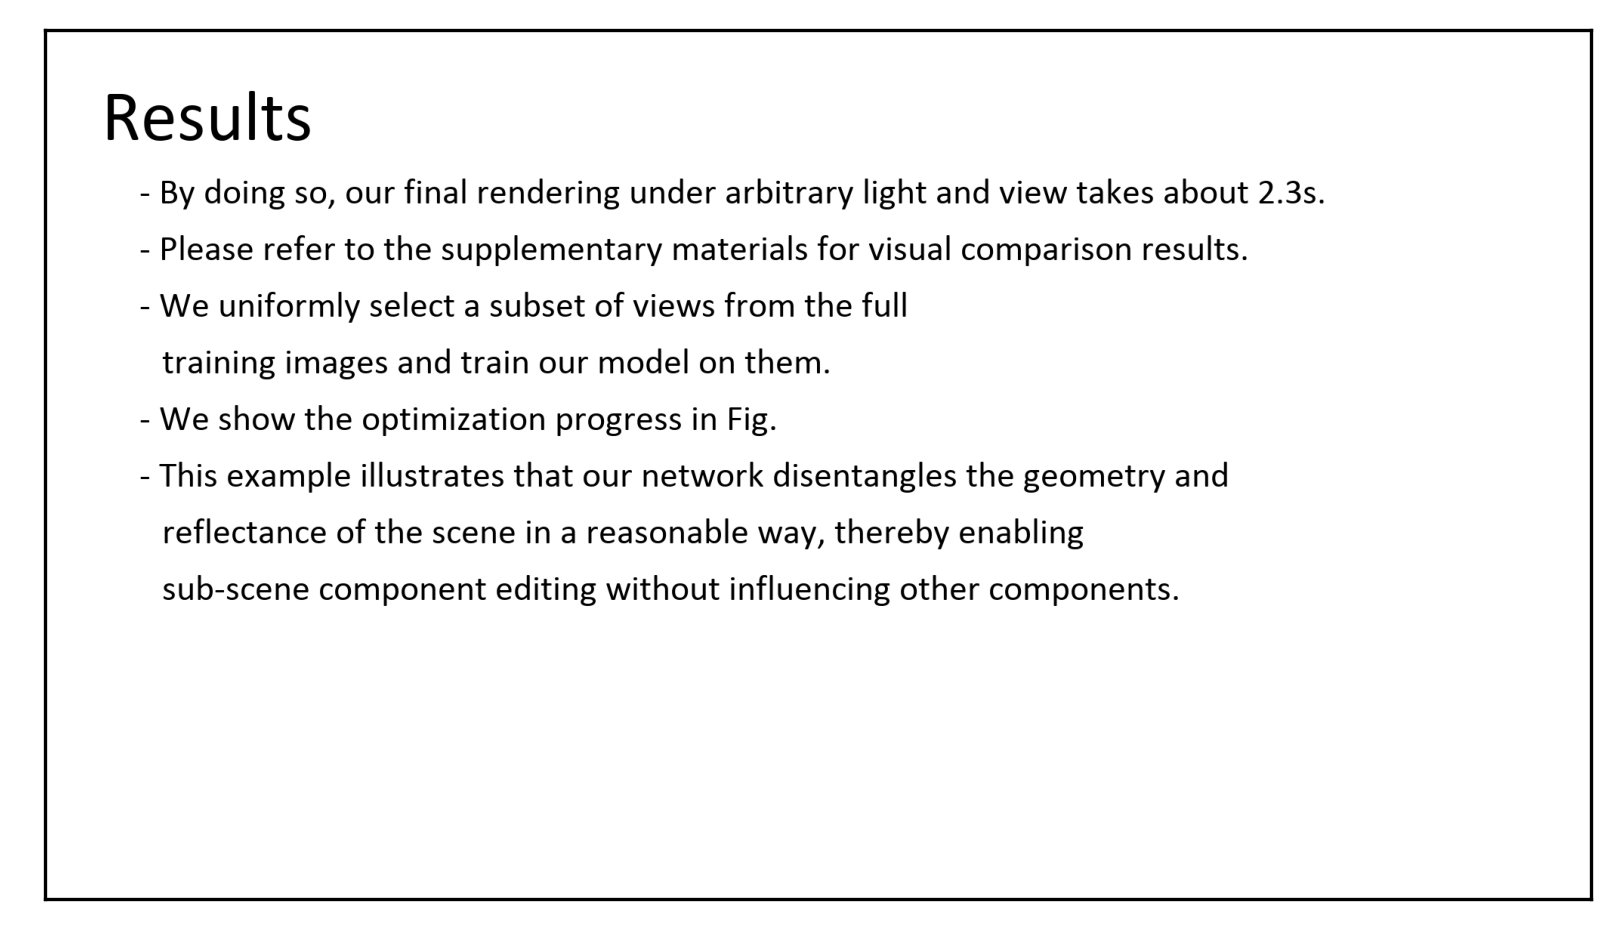 Results
- By doing so, our final rendering under arbitrary light and view takes about 2.3s.
- Please refer to the supplementary materials for visual comparison results.
- We uniformly select a subset of views from the full
training images and train our model on them.
- We show the optimization progress in Fig.
- This example illustrates that our network disentangles the geometry and
reflectance of the scene in a reasonable way, thereby enabling
sub-scene component editing without influencing other components.